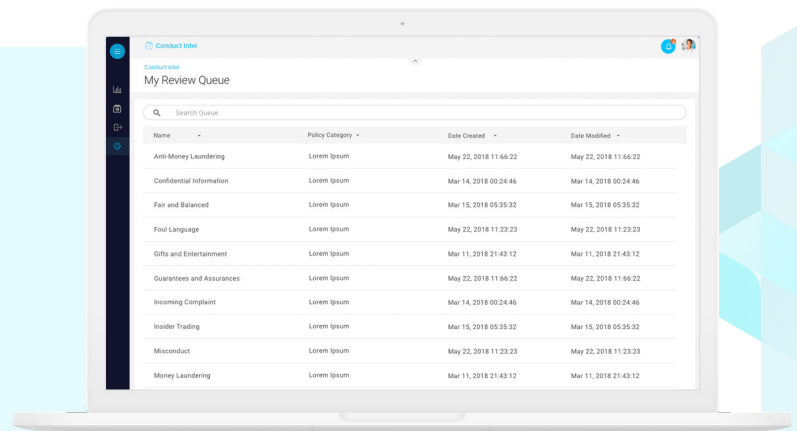 Conduct Intel
Conduct Intel
My Review Queue
Search Queue
Name Policy Category Date Created Date Modified
Anti-Money Laundering Lorem Ipsum May 22, 2018 11:66:22 May 22, 2018 11:66:22
Confidential Information Lorem Ipsum Mar 14, 2018 00:24:46 Mar 14, 2018 00:24:46
Fair and Balanced Lorem Ipsum Mar 15, 2018 05:35:32 Mar 15, 2018 05:35:32
Foul Language Lorem Ipsum May 22, 2018 11:23:23 May 22, 2018 11:23:23
Gifts and Entertainment Lorem Ipsum Mar 11, 2018 21:43:12 Mar 11, 2018 21:43:12
Guarantees and Assurances Lorem Ipsum May 22, 2018 11:66:22 May 22, 2018 11:66:22
Incoming Complaint Lorem Ipsum Mar 14, 2018 00:24:46 Mar 14, 2018 00:24:46
Insider Trading Lorem Ipsum Mar 15, 2018 05:35:32 Mar 15, 2018 05:35:32
Misconduct Lorem Ipsum May 22, 2018 11:23:23 May 22, 2018 11:23:23
Money Laundering Lorem Ipsum Mar 11, 2018 21:43:12 Mar 11, 2018 21:43:12